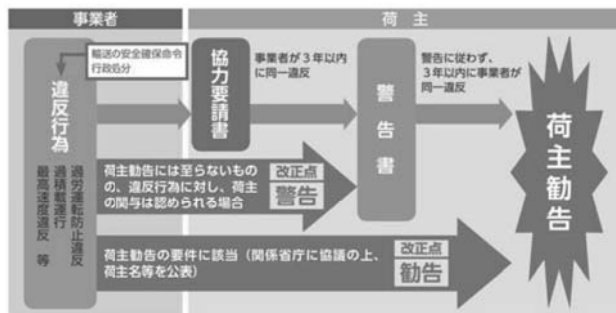 事業者
荷主
輸送の安全確保命令
行政処分
違反行為
過労運転防止違反
過積載運行
最高速度違反 等
協力要請書
事業者が3年以内
に同一違反
警告書
警告に従わず、
3年以内に事業者が
同一違反
荷主勧告
荷主勧告には至らないもの
の、違反行為に対し、荷主
の関与は認められる場合
改正点
警告
荷主勧告の要件に該当（関係省庁に協議の上、
荷主名等を公表）
改正点
勧告